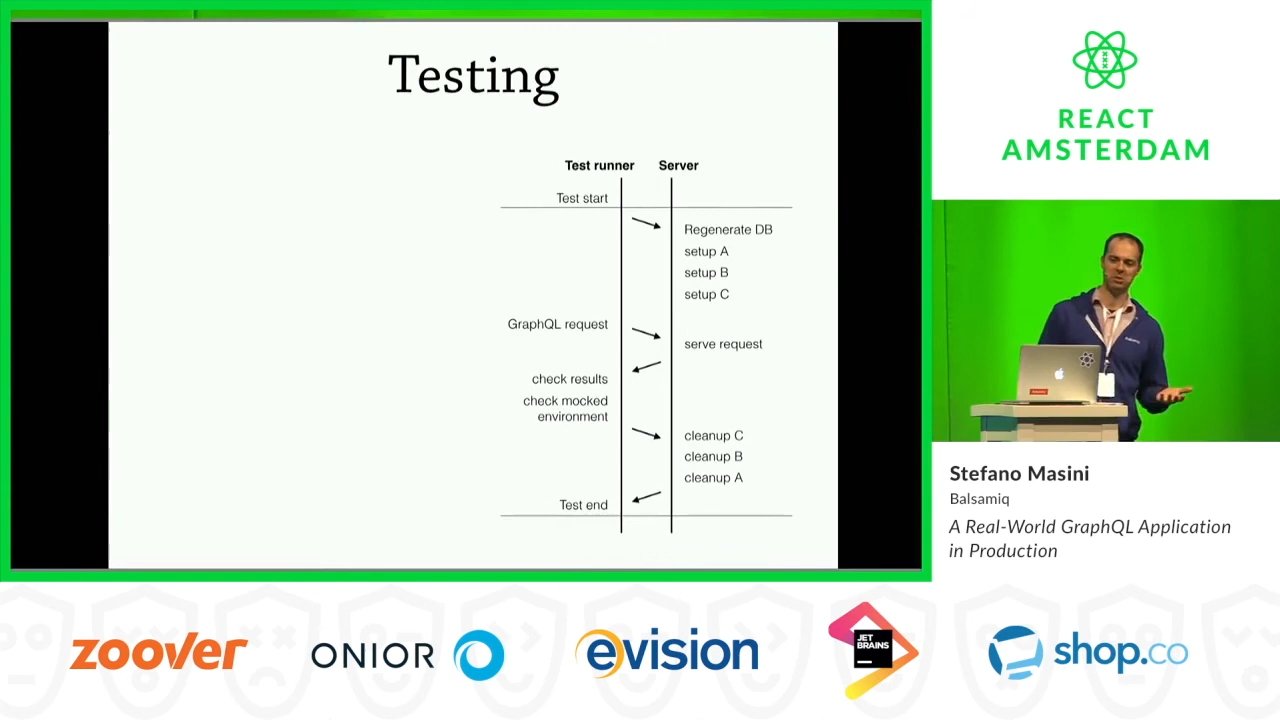 Testing
Test runner Server
Test start
Regenerate DB
setup A
setup B
setup C
GraphQL request
serve request
check results
check mocked
environment
cleanup C
cleanup B
cleanup A
Test end
REACT
AMSTERDAM
Stefano Masini
Balsamiq
A Real-World GraphQL Application
in Production
zoover
ONIOR
evision
JET
BRAINS
shop.co